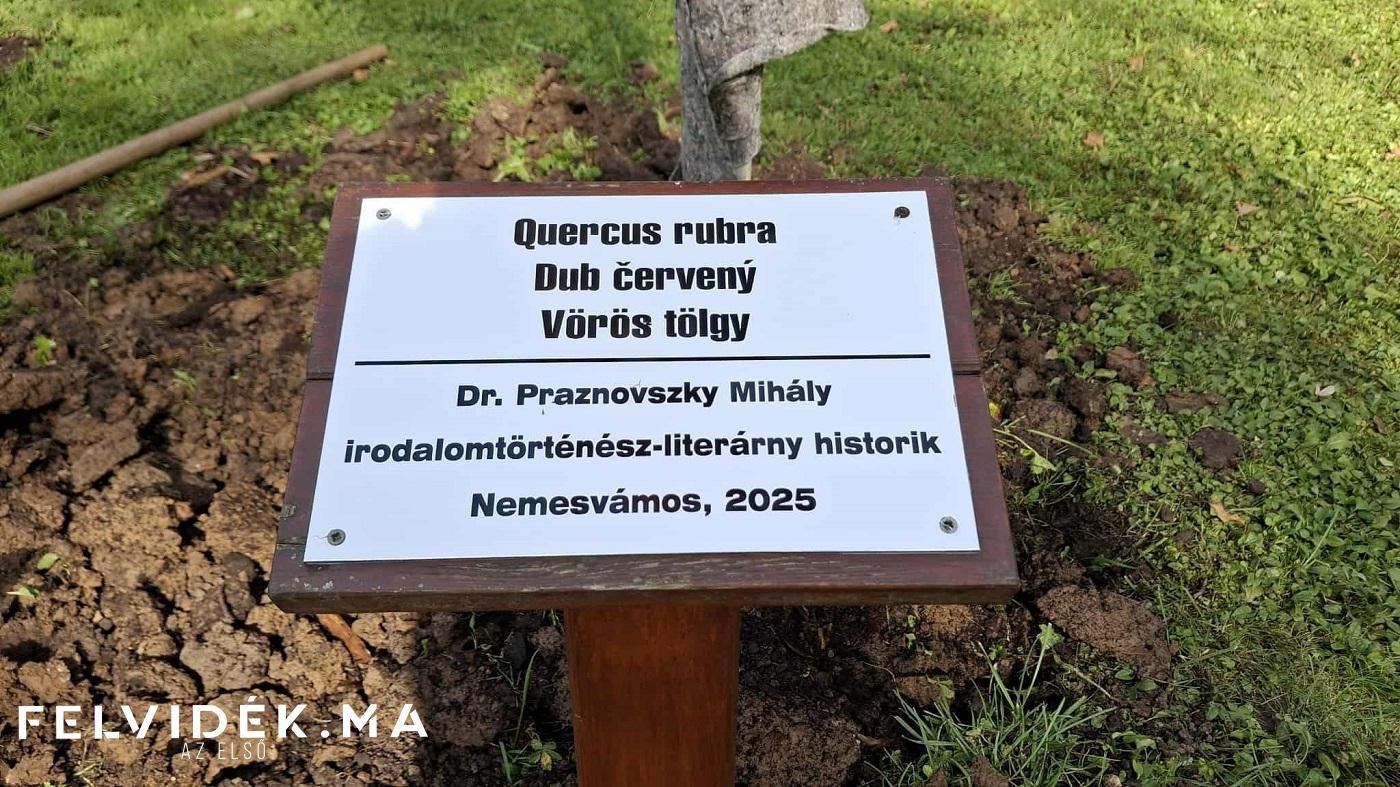 Quercus rubra
Dub červený
Vörös tölgy
Dr. Praznovszky Mihály
irodalomtörténész-literárny historik
Nemesvámos, 2025
FELVIDÉK.MA
AZ ELSŐ